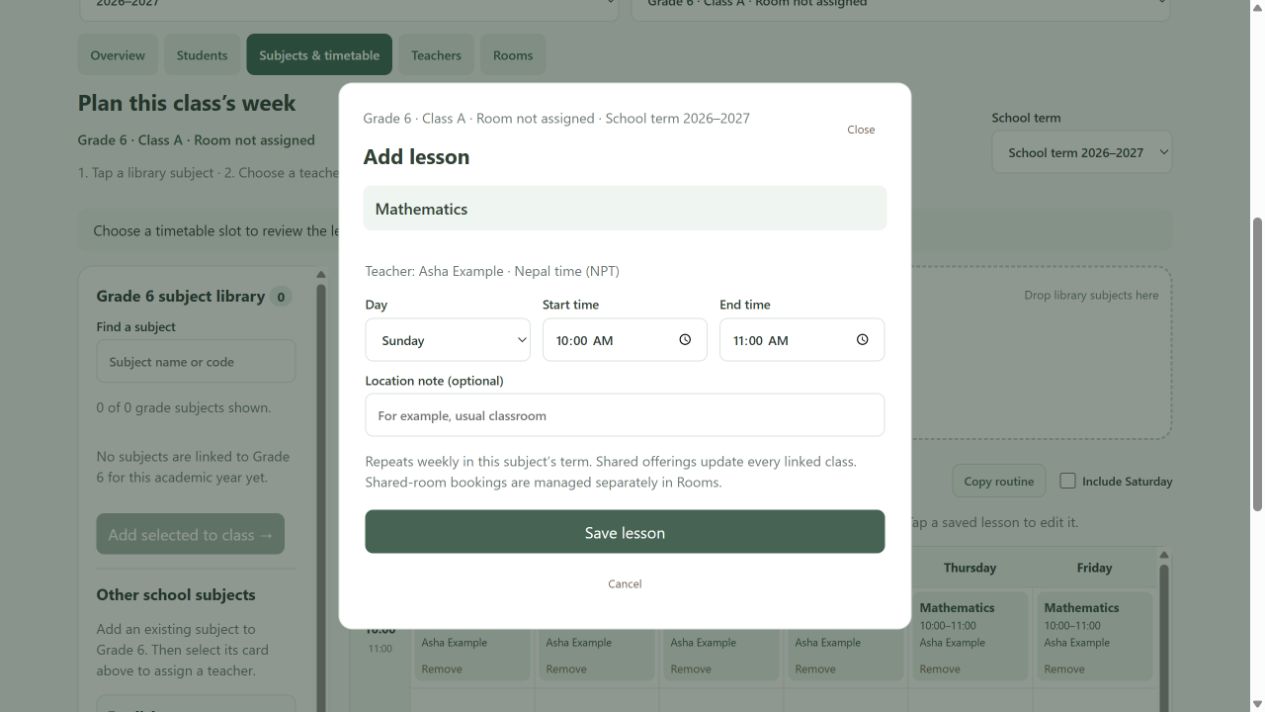 2026–2027
Grade 6 · Class A · Room not assigned
Overview
Students
Subjects & timetable
Teachers
Rooms
Plan this class’s week
Grade 6 · Class A · Room not assigned
1. Tap a library subject · 2. Choose a
School term
School term 2026–2027
Choose a timetable slot to review the
Grade 6 subject library 0
Find a subject
Subject name or code
0 of 0 grade subjects shown.
No subjects are linked to Grade
6 for this academic year yet.
Add selected to class →
Other school subjects
Add an existing subject to
Grade 6. Then select its card
above to assign a teacher.
Grade 6 · Class A · Room not assigned · School term 2026–2027
Close
Add lesson
Mathematics
Teacher: Asha Example · Nepal time (NPT)
Day
Start time
End time
Sunday
10:00 AM
11:00 AM
Location note (optional)
For example, usual classroom
Repeats weekly in this subject’s term. Shared offerings update every linked class.
Shared-room bookings are managed separately in Rooms.
Save lesson
Cancel
Drop library subjects here
Copy routine
Include Saturday
a saved lesson to edit it.
Thursday
Friday
Mathematics
10:00–11:00
Asha Example
Remove
Mathematics
10:00–11:00
Asha Example
Remove
11:00
Asha Example
Remove
Asha Example
Remove
Asha Example
Remove
Asha Example
Remove